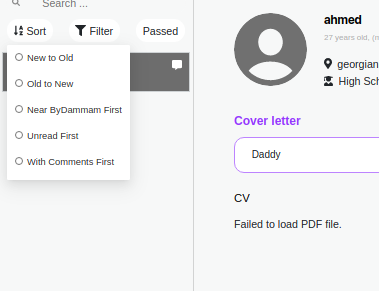 Search ...
Sort Filter Passed
New to Old
Old to New
Near ByDammam First
Unread First
With Comments First
ahmed
27 years old,
georgian
High Sch
Cover letter
Daddy
CV
Failed to load PDF file.